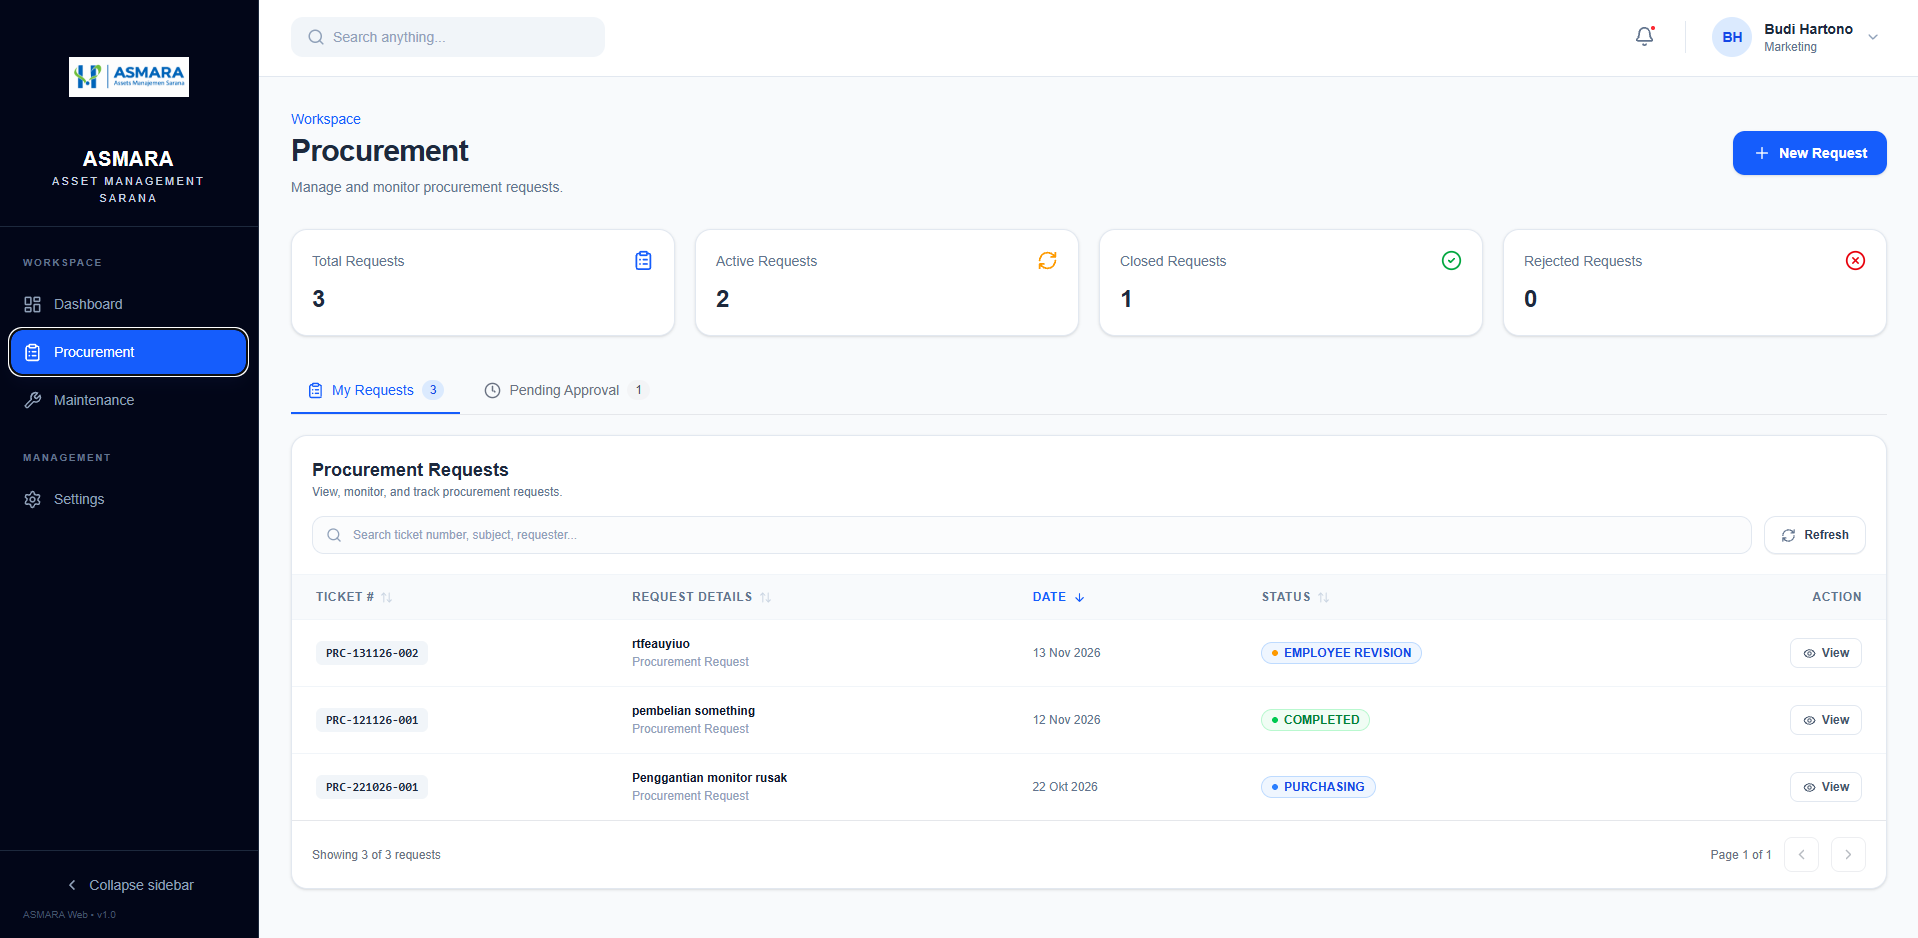 ASMARA
Assets Manajemen Sarana
ASMARA
ASSET MANAGEMENT
SARANA
WORKSPACE
Dashboard
Procurement
Maintenance
MANAGEMENT
Settings
Collapse sidebar
ASMARA Web • v1.0
Search anything...
BH
Budi Hartono
Marketing
Workspace
Procurement
Manage and monitor procurement requests.
New Request
Total Requests
3
Active Requests
2
Closed Requests
1
Rejected Requests
0
My Requests 3
Pending Approval 1
Procurement Requests
View, monitor, and track procurement requests.
Search ticket number, subject, requester...
Refresh
TICKET # REQUEST DETAILS DATE STATUS ACTION
PRC-131126-002 rtfeauyiuo 13 Nov 2026 EMPLOYEE REVISION View
Procurement Request
PRC-121126-001 pembelian something 12 Nov 2026 COMPLETED View
Procurement Request
PRC-221026-001 Penggantian monitor rusak 22 Okt 2026 PURCHASING View
Procurement Request
Showing 3 of 3 requests
Page 1 of 1